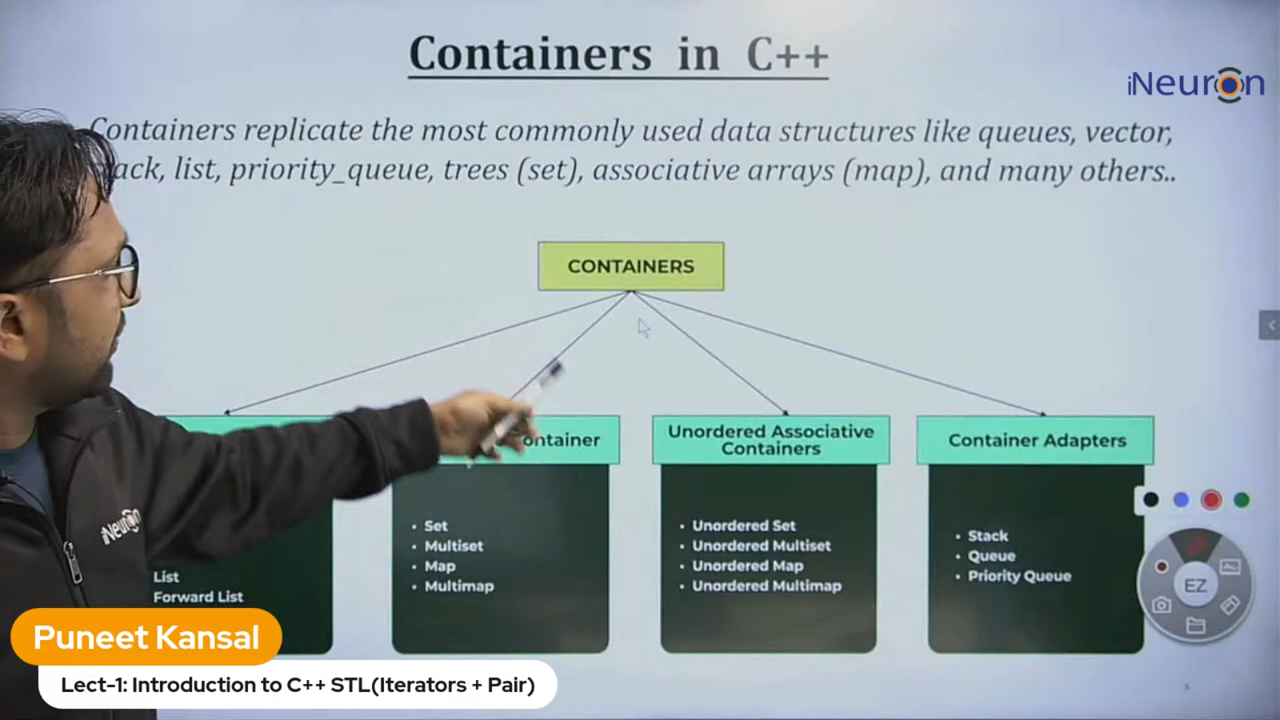 Containers in C++
iNeuron
Containers replicate the most commonly used data structures like queues, vector,
list, priority_queue, trees (set), associative arrays (map), and many others..
CONTAINERS
Unordered Associative
Containers
Container Adapters
Set
Multiset
Map
Multimap
Unordered Set
Unordered Multiset
Unordered Map
Unordered Multimap
Stack
Queue
Priority Queue
EZ
iNeuron
List
Forward List
Puneet Kansal
Lect-1: Introduction to C++ STL(Iterators + Pair)